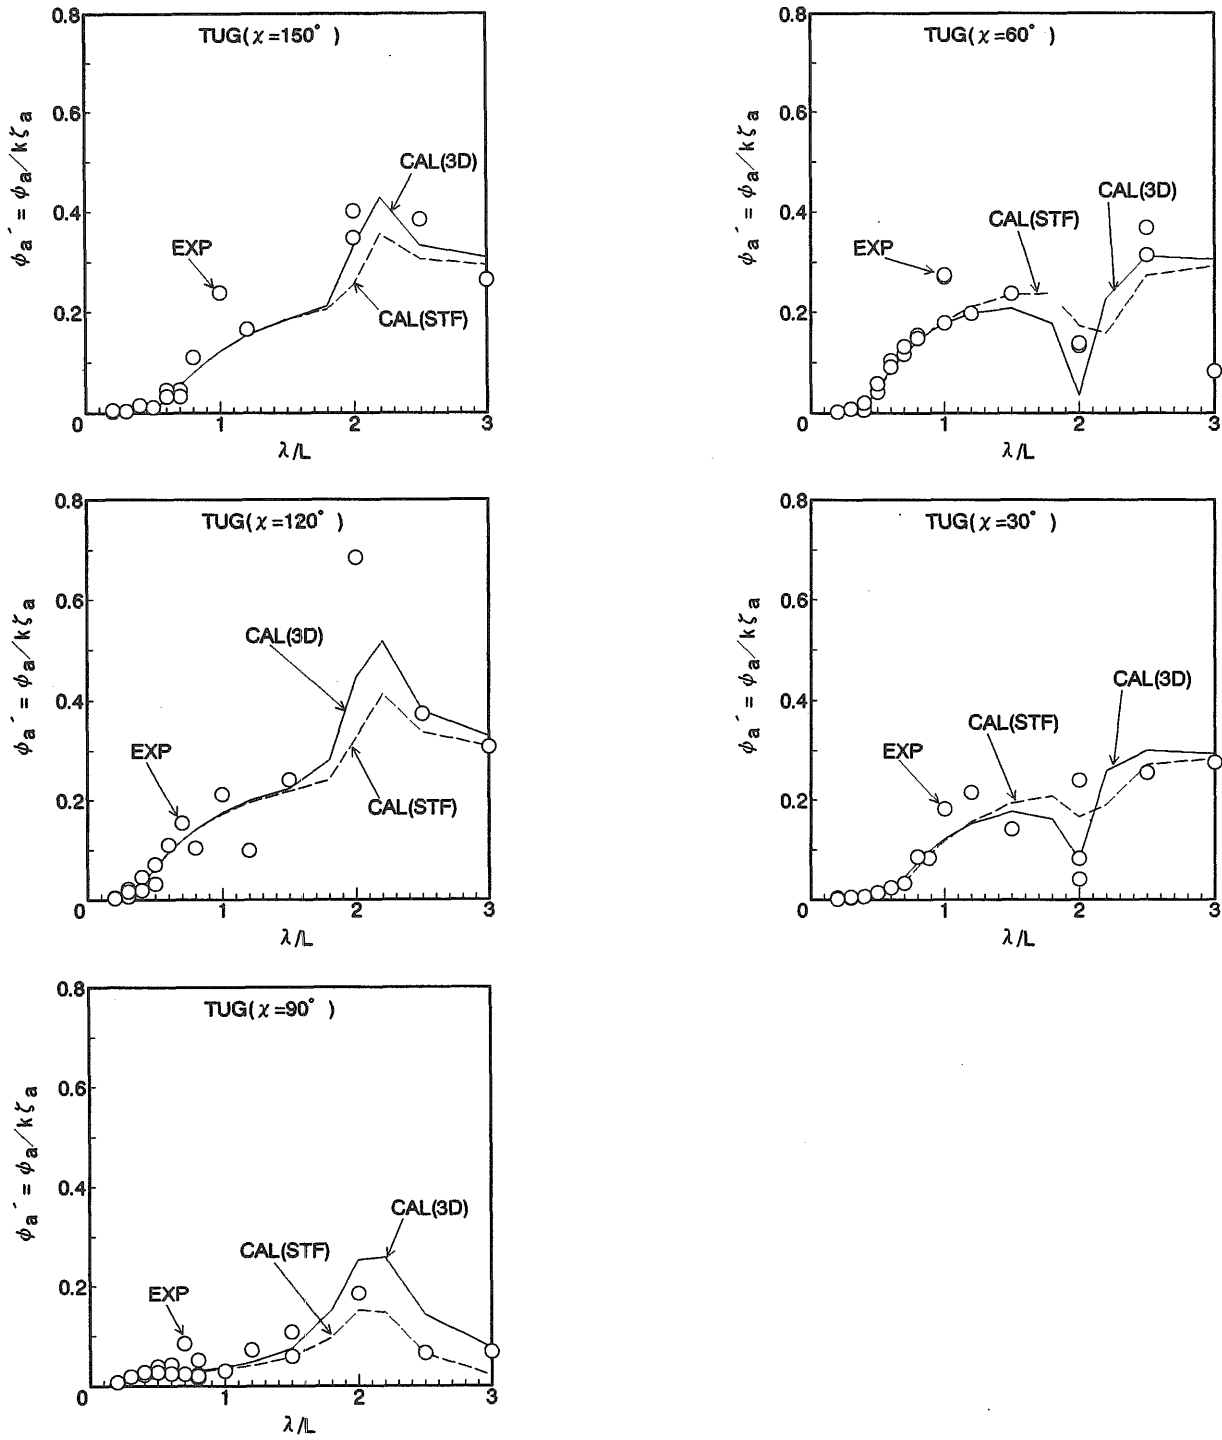 TUG(χ=150°)
0.8
0.6
0.4
0.2
0
1
2
3
ϕa´=ϕa/kζa
CAL(3D)
EXP
CAL(STF)
λ/L
TUG(χ=120°)
0.8
0.6
0.4
0.2
0
1
2
3
ϕa´=ϕa/kζa
CAL(3D)
EXP
CAL(STF)
λ/L
TUG(χ=90°)
0.8
0.6
0.4
0.2
0
1
2
3
ϕa´=ϕa/kζa
CAL(3D)
CAL(STF)
EXP
λ/L
TUG(χ=60°)
0.8
0.6
0.4
0.2
0
1
2
3
ϕa´=ϕa/kζa
CAL(3D)
CAL(STF)
EXP
λ/L
TUG(χ=30°)
0.8
0.6
0.4
0.2
0
1
2
3
ϕa´=ϕa/kζa
CAL(3D)
CAL(STF)
EXP
λ/L